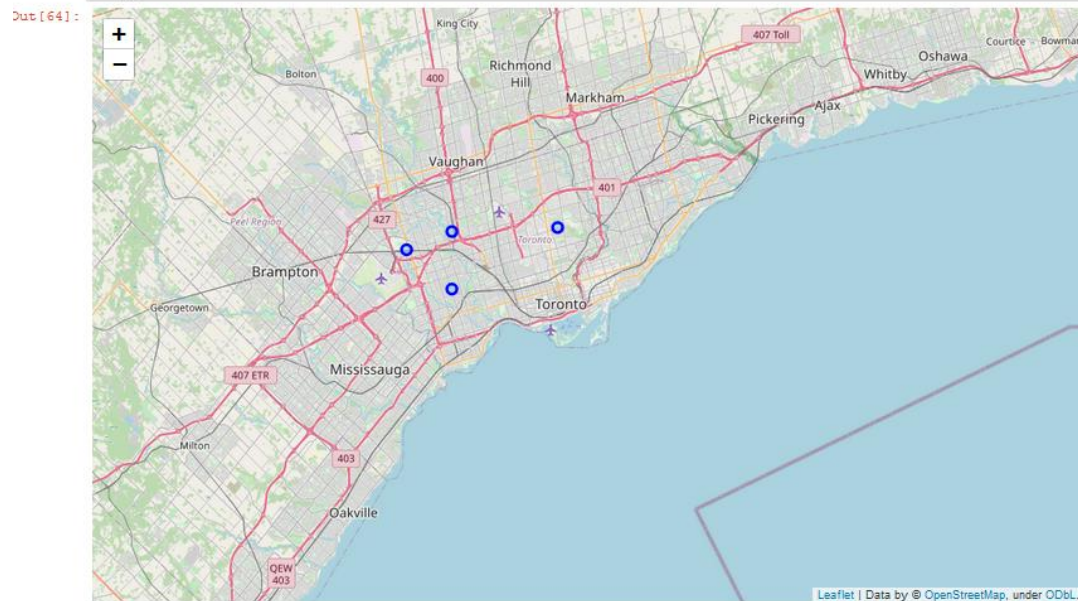 Out[64]:
+
−
King City
407 Toll
Courtice
Bowma
Oshawa
Richmond
Hill
Bolton
400
Whitby
Markham
Ajax
Pickering
Vaughan
401
427
Peel Region
Toronto
Brampton
Georgetown
Toronto
Mississauga
407 ETR
Milton
403
Oakville
QEW
403
Leaflet | Data by © OpenStreetMap, under ODbL.